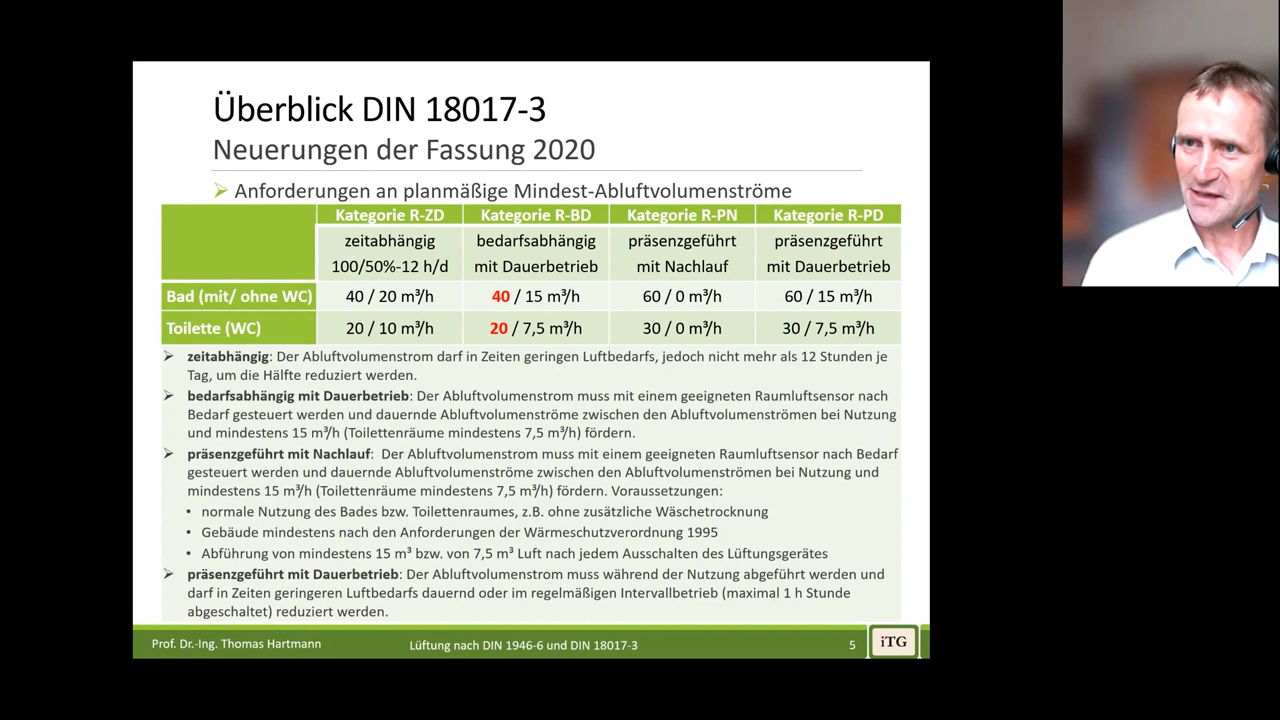 Überblick DIN 18017-3
Neuerungen der Fassung 2020
Anforderungen an planmäßige Mindest-Abluftvolumenströme
Kategorie R-ZD Kategorie R-BD Kategorie R-PN Kategorie R-PD
zeitabhängig bedarfsabhängig präsenzgeführt präsenzgeführt
100/50%-12 h/d mit Dauerbetrieb mit Nachlauf mit Dauerbetrieb
Bad (mit/ ohne WC) 40 / 20 m³/h 40 / 15 m³/h 60 / 0 m³/h 60 / 15 m³/h
Toilette (WC) 20 / 10 m³/h 20 / 7,5 m³/h 30 / 0 m³/h 30 / 7,5 m³/h
zeitabhängig: Der Abluftvolumenstrom darf in Zeiten geringen Luftbedarfs, jedoch nicht mehr als 12 Stunden je
Tag, um die Hälfte reduziert werden.
bedarfsabhängig mit Dauerbetrieb: Der Abluftvolumenstrom muss mit einem geeigneten Raumluftsensor nach
Bedarf gesteuert werden und dauernde Abluftvolumenströme zwischen den Abluftvolumenströmen bei Nutzung
und mindestens 15 m³/h (Toilettenräume mindestens 7,5 m³/h) fördern.
präsenzgeführt mit Nachlauf: Der Abluftvolumenstrom muss mit einem geeigneten Raumluftsensor nach Bedarf
gesteuert werden und dauernde Abluftvolumenströme zwischen den Abluftvolumenströmen bei Nutzung und
mindestens 15 m³/h (Toilettenräume mindestens 7,5 m³/h) fördern. Voraussetzungen:
• normale Nutzung des Bades bzw. Toilettenraumes, z.B. ohne zusätzliche Wäschetrocknung
• Gebäude mindestens nach den Anforderungen der Wärmeschutzverordnung 1995
• Abführung von mindestens 15 m³ bzw. von 7,5 m³ Luft nach jedem Ausschalten des Lüftungsgerätes
präsenzgeführt mit Dauerbetrieb: Der Abluftvolumenstrom muss während der Nutzung abgeführt werden und
darf in Zeiten geringeren Luftbedarfs dauernd oder im regelmäßigen Intervallbetrieb (maximal 1 h Stunde
abgeschaltet) reduziert werden.
Prof. Dr.-Ing. Thomas Hartmann Lüftung nach DIN 1946-6 und DIN 18017-3 5 iTG